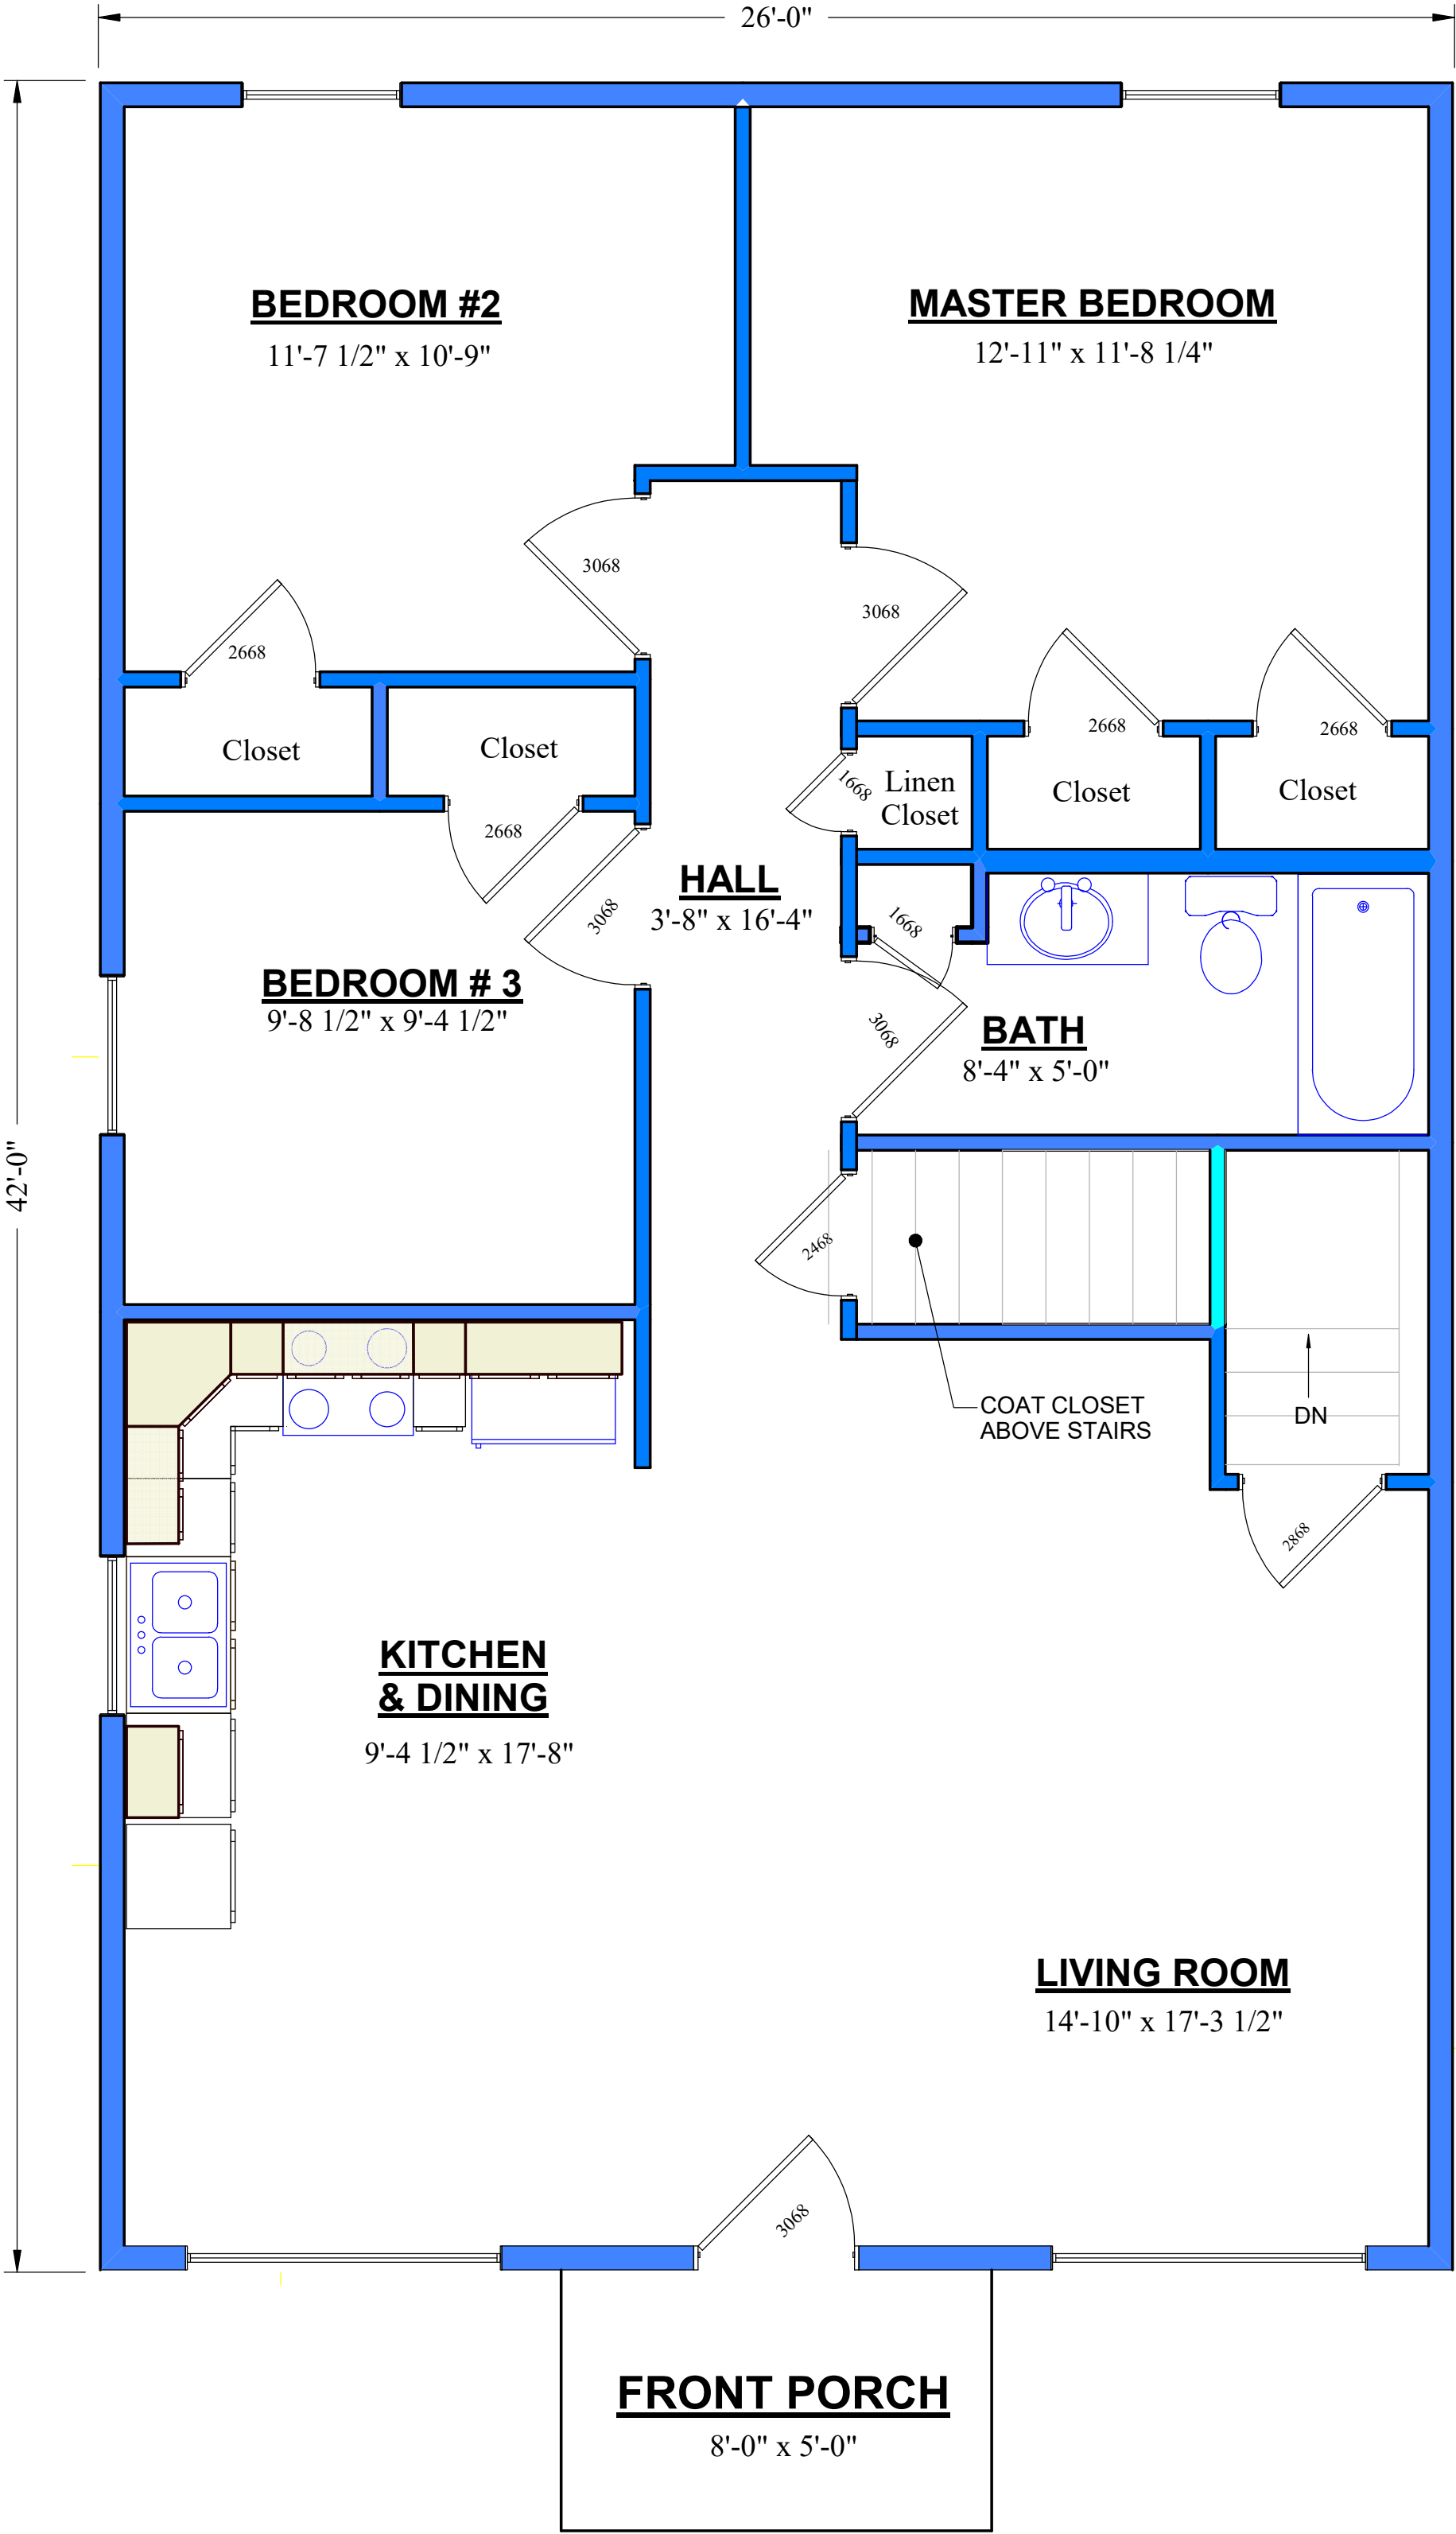 26'-0"
42'-0"
BEDROOM #2
11'-7 1/2" x 10'-9"
MASTER BEDROOM
12'-11" x 11'-8 1/4"
3068
3068
2668
2668
2668
Closet
Closet
1668
Linen
Closet
Closet
Closet
2668
3068
HALL
3'-8" x 16'-4"
1668
BEDROOM # 3
9'-8 1/2" x 9'-4 1/2"
3068
BATH
8'-4" x 5'-0"
2468
COAT CLOSET
ABOVE STAIRS
DN
2868
KITCHEN
& DINING
9'-4 1/2" x 17'-8"
LIVING ROOM
14'-10" x 17'-3 1/2"
3068
FRONT PORCH
8'-0" x 5'-0"